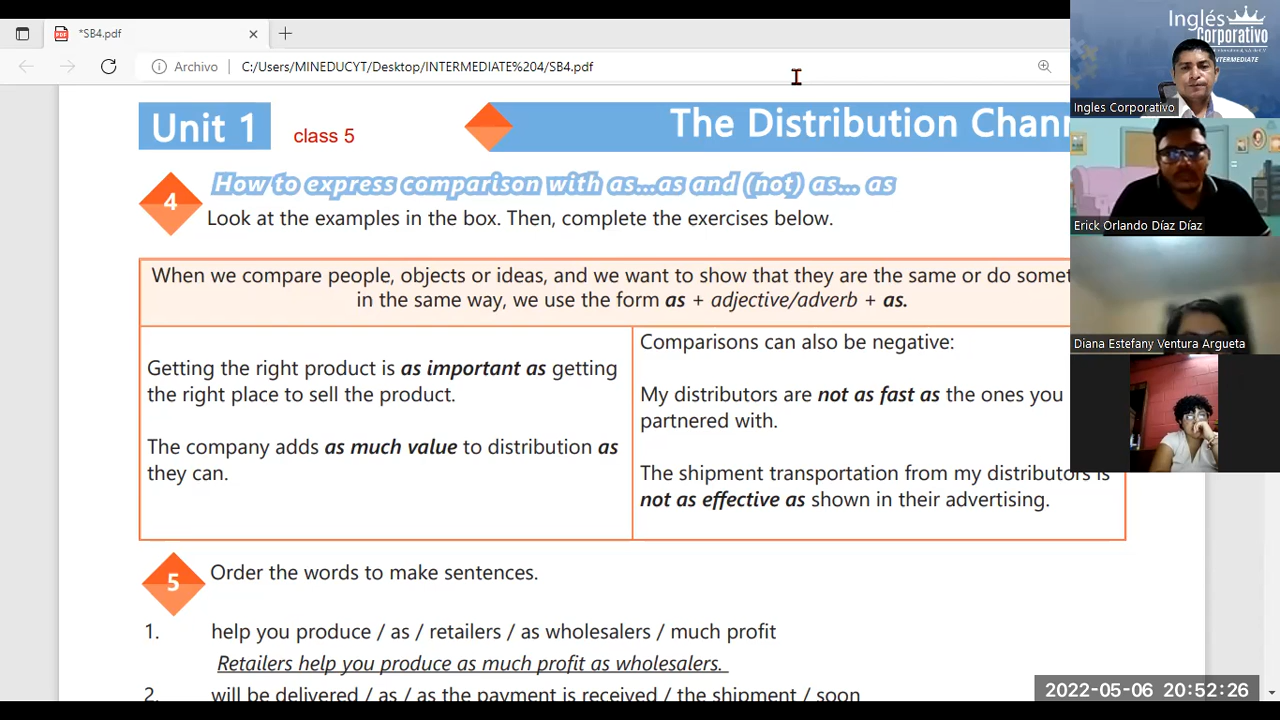 *SB4.pdf
Archivo
C:/Users/MINEDUCYT/Desktop/INTERMEDIATE%204/SB4.pdf
Inglés
Corporativo
INTERMEDIATE
Ingles Corporativo
Erick Orlando Díaz Díaz
Diana Estefany Ventura Argueta
Unit 1
class 5
The Distribution Chann
4
How to express comparison with as...as and (not) as... as
Look at the examples in the box. Then, complete the exercises below.
When we compare people, objects or ideas, and we want to show that they are the same or do somet
in the same way, we use the form as + adjective/adverb + as.
Getting the right product is as important as getting
the right place to sell the product.
The company adds as much value to distribution as
they can.
Comparisons can also be negative:
My distributors are not as fast as the ones you
partnered with.
The shipment transportation from my distributors is
not as effective as shown in their advertising.
5
Order the words to make sentences.
1. help you produce / as / retailers / as wholesalers / much profit
Retailers help you produce as much profit as wholesalers.
2. will be delivered / as / as the payment is received / the shipment / soon
2022-05-06 20:52:26